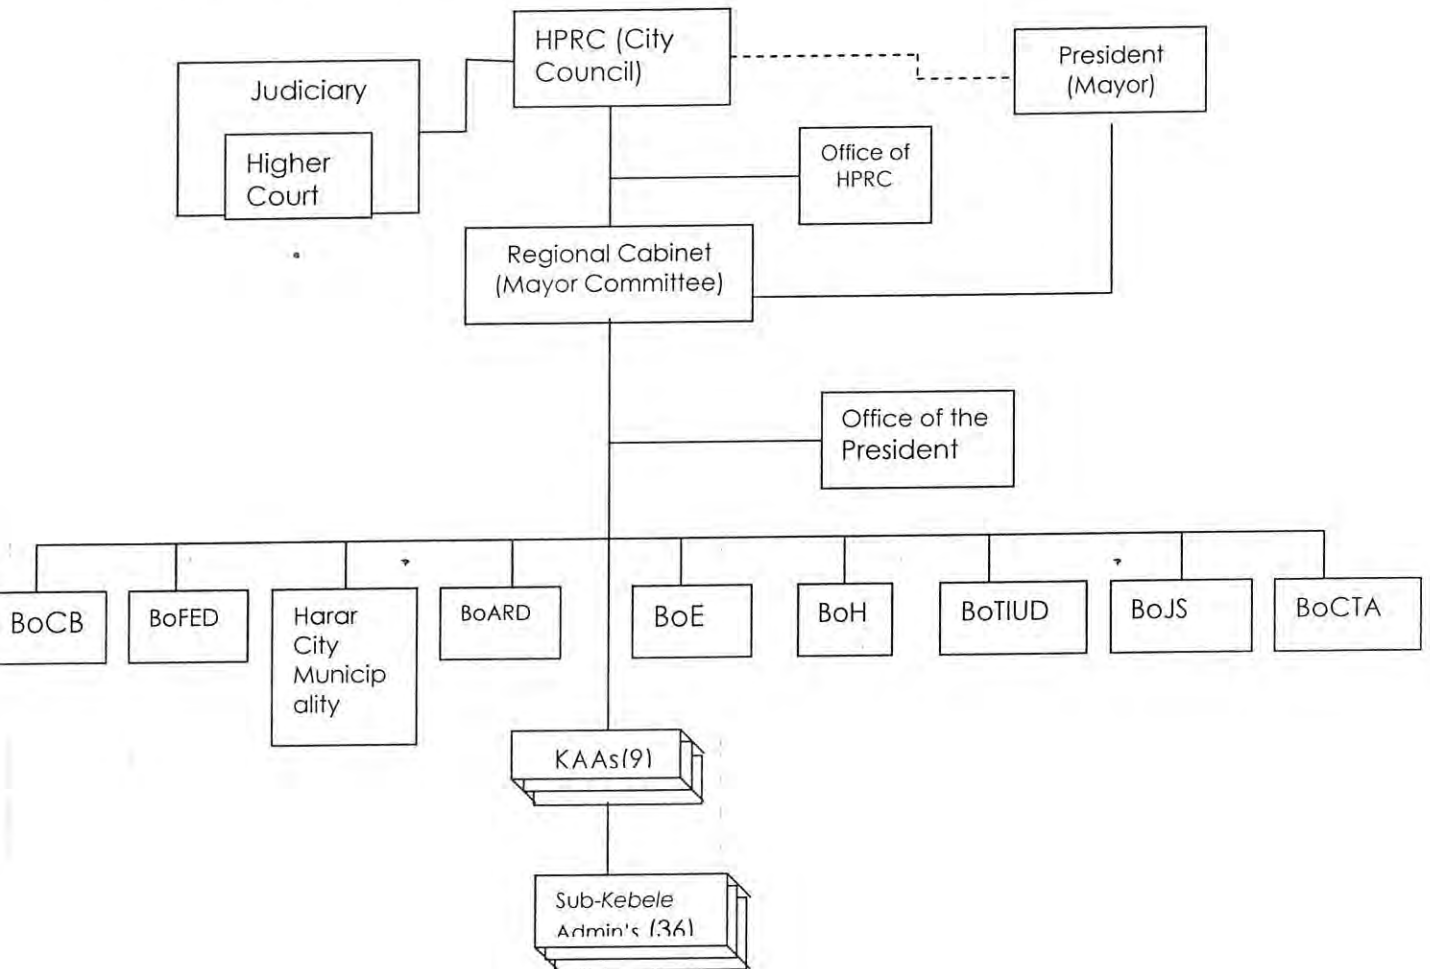 HPRC (City
Council)
President
(Mayor)
Judiciary
Higher
Court
Office of
HPRC
Regional Cabinet
(Mayor Committee)
Office of the
President
BoCB
BoFED
Harar
City
Municip
ality
BoARD
BoE
BoH
BoTIUD
BoJS
BoCTA
KAAs(9)
Sub-Kebele
Admin's (36)